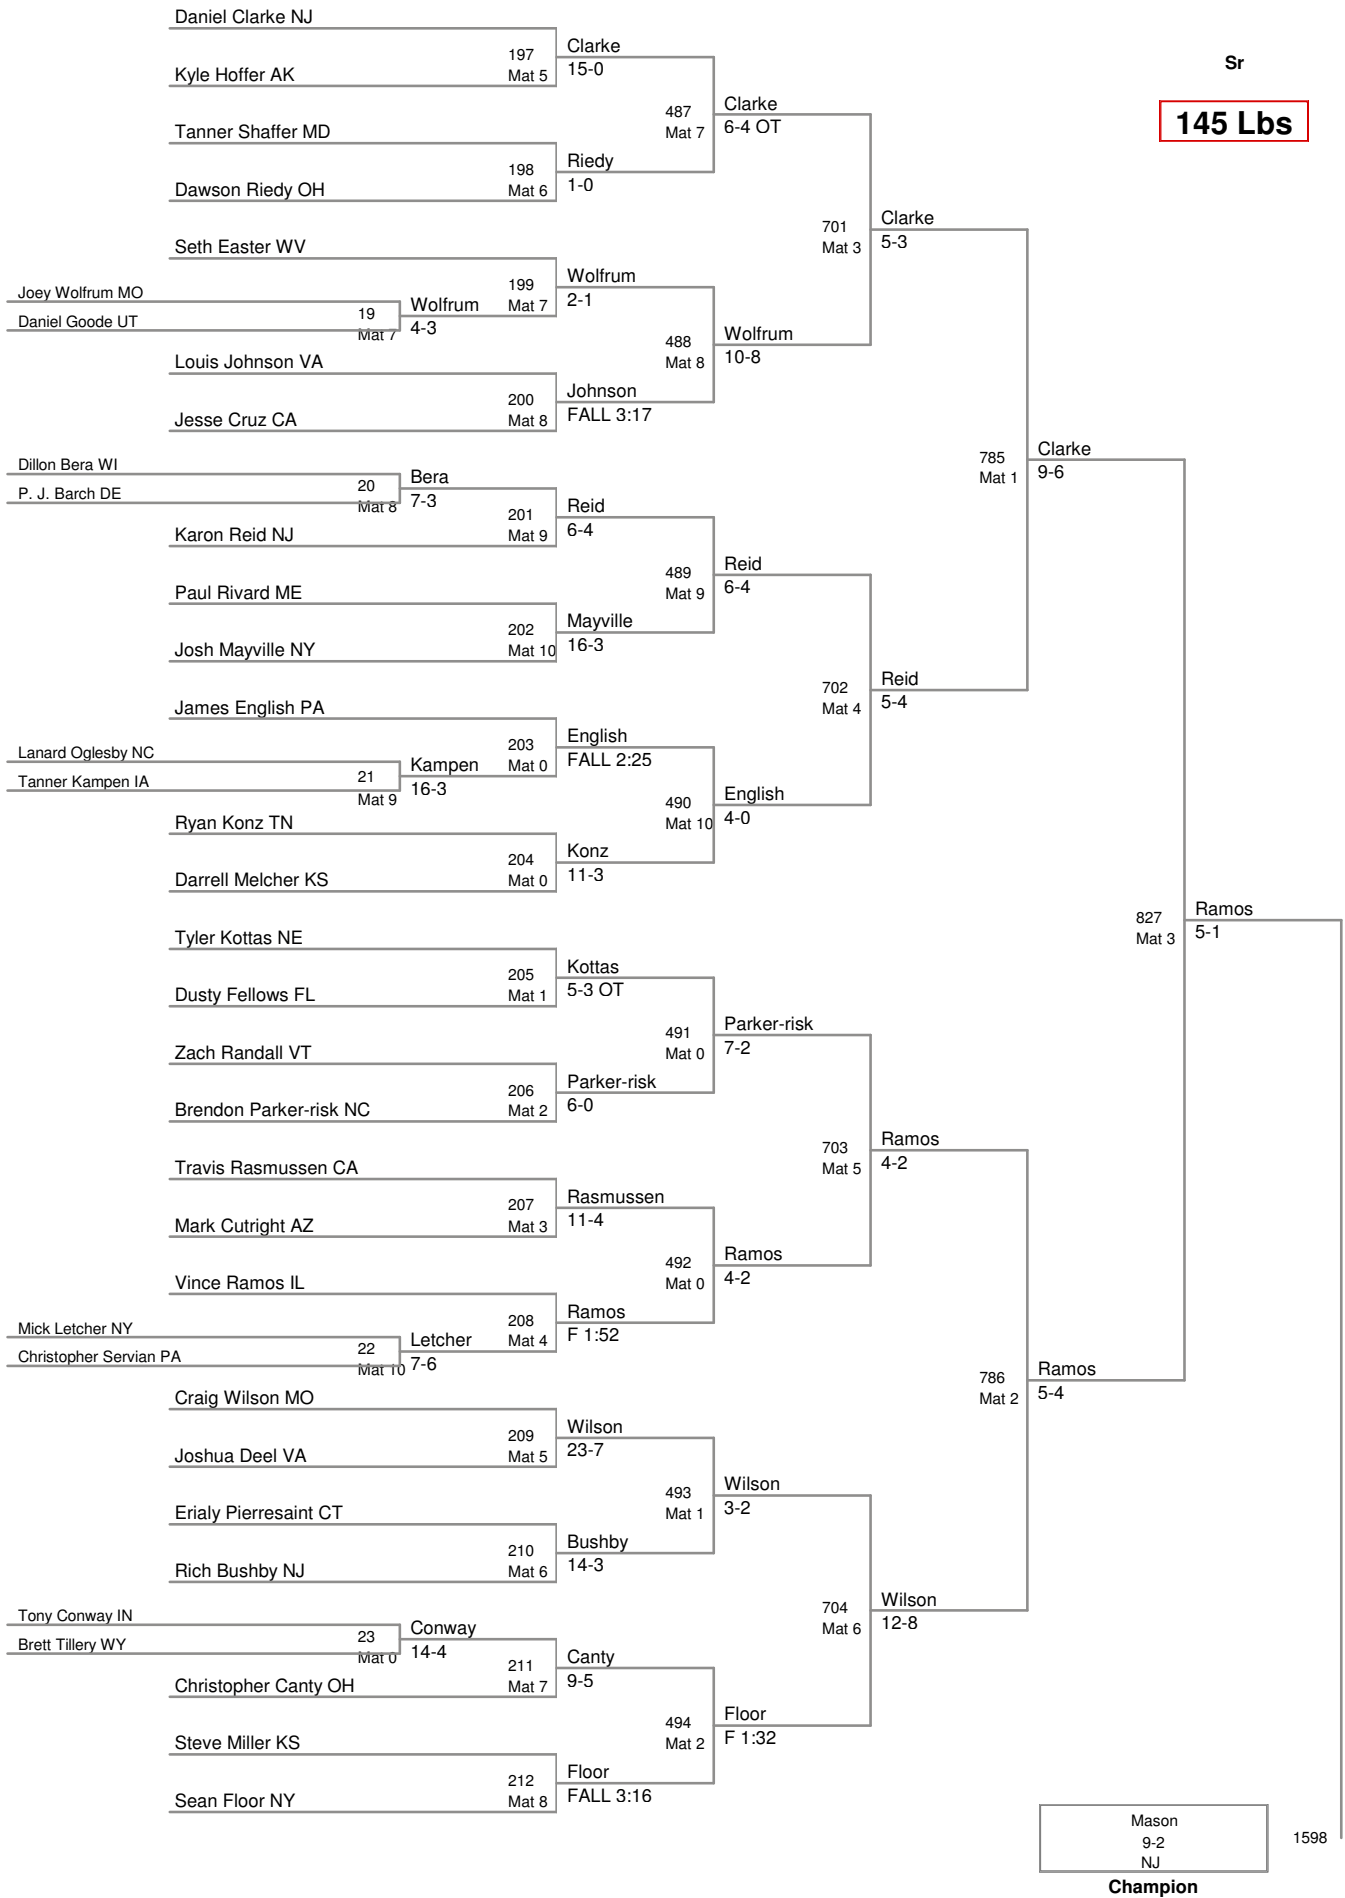 Sr
145 Lbs
Daniel Clarke NJ
197
Mat 5
Clarke
15-0
Kyle Hoffer AK
487
Mat 7
Clarke
6-4 OT
Tanner Shaffer MD
198
Mat 6
Riedy
1-0
Dawson Riedy OH
701
Mat 3
Clarke
5-3
Seth Easter WV
199
Mat 7
Wolfrum
2-1
Joey Wolfrum MO
19
Mat 7
Wolfrum
4-3
Daniel Goode UT
488
Mat 8
Wolfrum
10-8
Louis Johnson VA
200
Mat 8
Johnson
FALL 3:17
Jesse Cruz CA
785
Mat 1
Clarke
9-6
Dillon Bera WI
20
Mat 8
Bera
7-3
P. J. Barch DE
201
Mat 9
Reid
6-4
Karon Reid NJ
489
Mat 9
Reid
6-4
Paul Rivard ME
202
Mat 10
Mayville
16-3
Josh Mayville NY
702
Mat 4
Reid
5-4
James English PA
203
Mat 0
English
FALL 2:25
Lanard Oglesby NC
21
Mat 9
Kampen
16-3
Tanner Kampen IA
490
Mat 10
English
4-0
Ryan Konz TN
204
Mat 0
Konz
11-3
Darrell Melcher KS
827
Mat 3
Ramos
5-1
Tyler Kottas NE
205
Mat 1
Kottas
5-3 OT
Dusty Fellows FL
491
Mat 0
Parker-risk
7-2
Zach Randall VT
206
Mat 2
Parker-risk
6-0
Brendon Parker-risk NC
703
Mat 5
Ramos
4-2
Travis Rasmussen CA
207
Mat 3
Rasmussen
11-4
Mark Cutright AZ
492
Mat 0
Ramos
4-2
Vince Ramos IL
208
Mat 4
Ramos
F 1:52
Mick Letcher NY
22
Mat 10
Letcher
7-6
Christopher Servian PA
786
Mat 2
Ramos
5-4
Craig Wilson MO
209
Mat 5
Wilson
23-7
Joshua Deel VA
493
Mat 1
Wilson
3-2
Erialy Pierresaint CT
210
Mat 6
Bushby
14-3
Rich Bushby NJ
704
Mat 6
Wilson
12-8
Tony Conway IN
23
Mat 0
Conway
14-4
Brett Tillery WY
211
Mat 7
Canty
9-5
Christopher Canty OH
494
Mat 2
Floor
F 1:32
Steve Miller KS
212
Mat 8
Floor
FALL 3:16
Sean Floor NY
Mason
9-2
NJ
1598
Champion